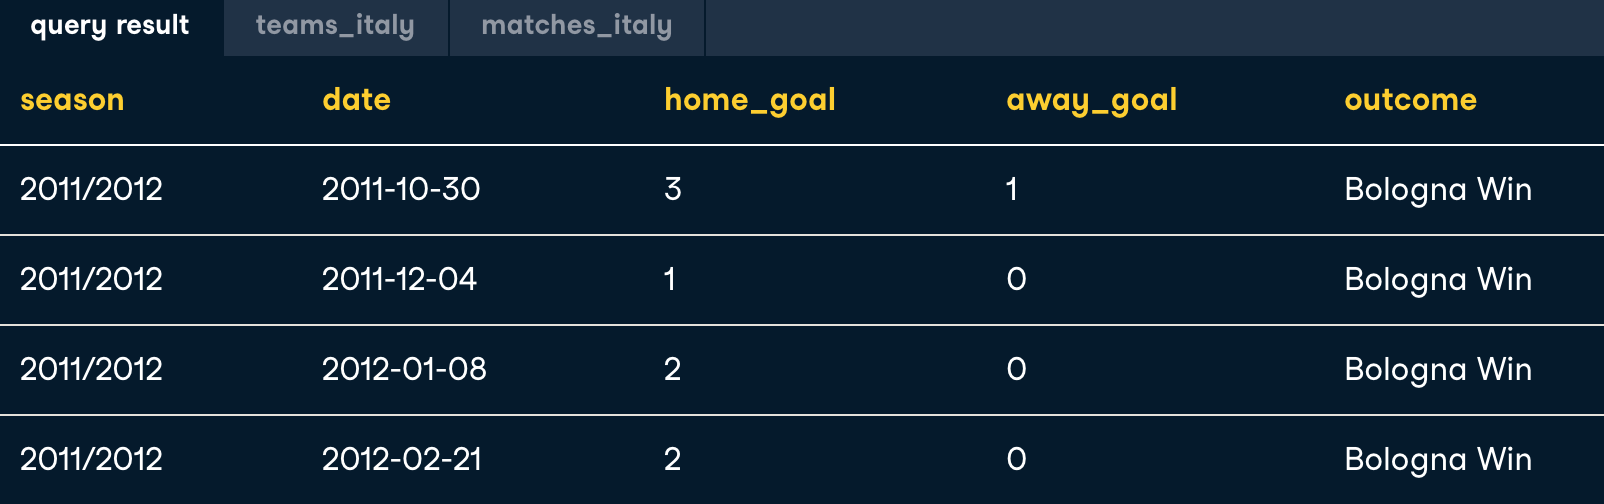 query result teams_italy matches_italy
season date home_goal away_goal outcome
2011/2012 2011-10-30 3 1 Bologna Win
2011/2012 2011-12-04 1 0 Bologna Win
2011/2012 2012-01-08 2 0 Bologna Win
2011/2012 2012-02-21 2 0 Bologna Win